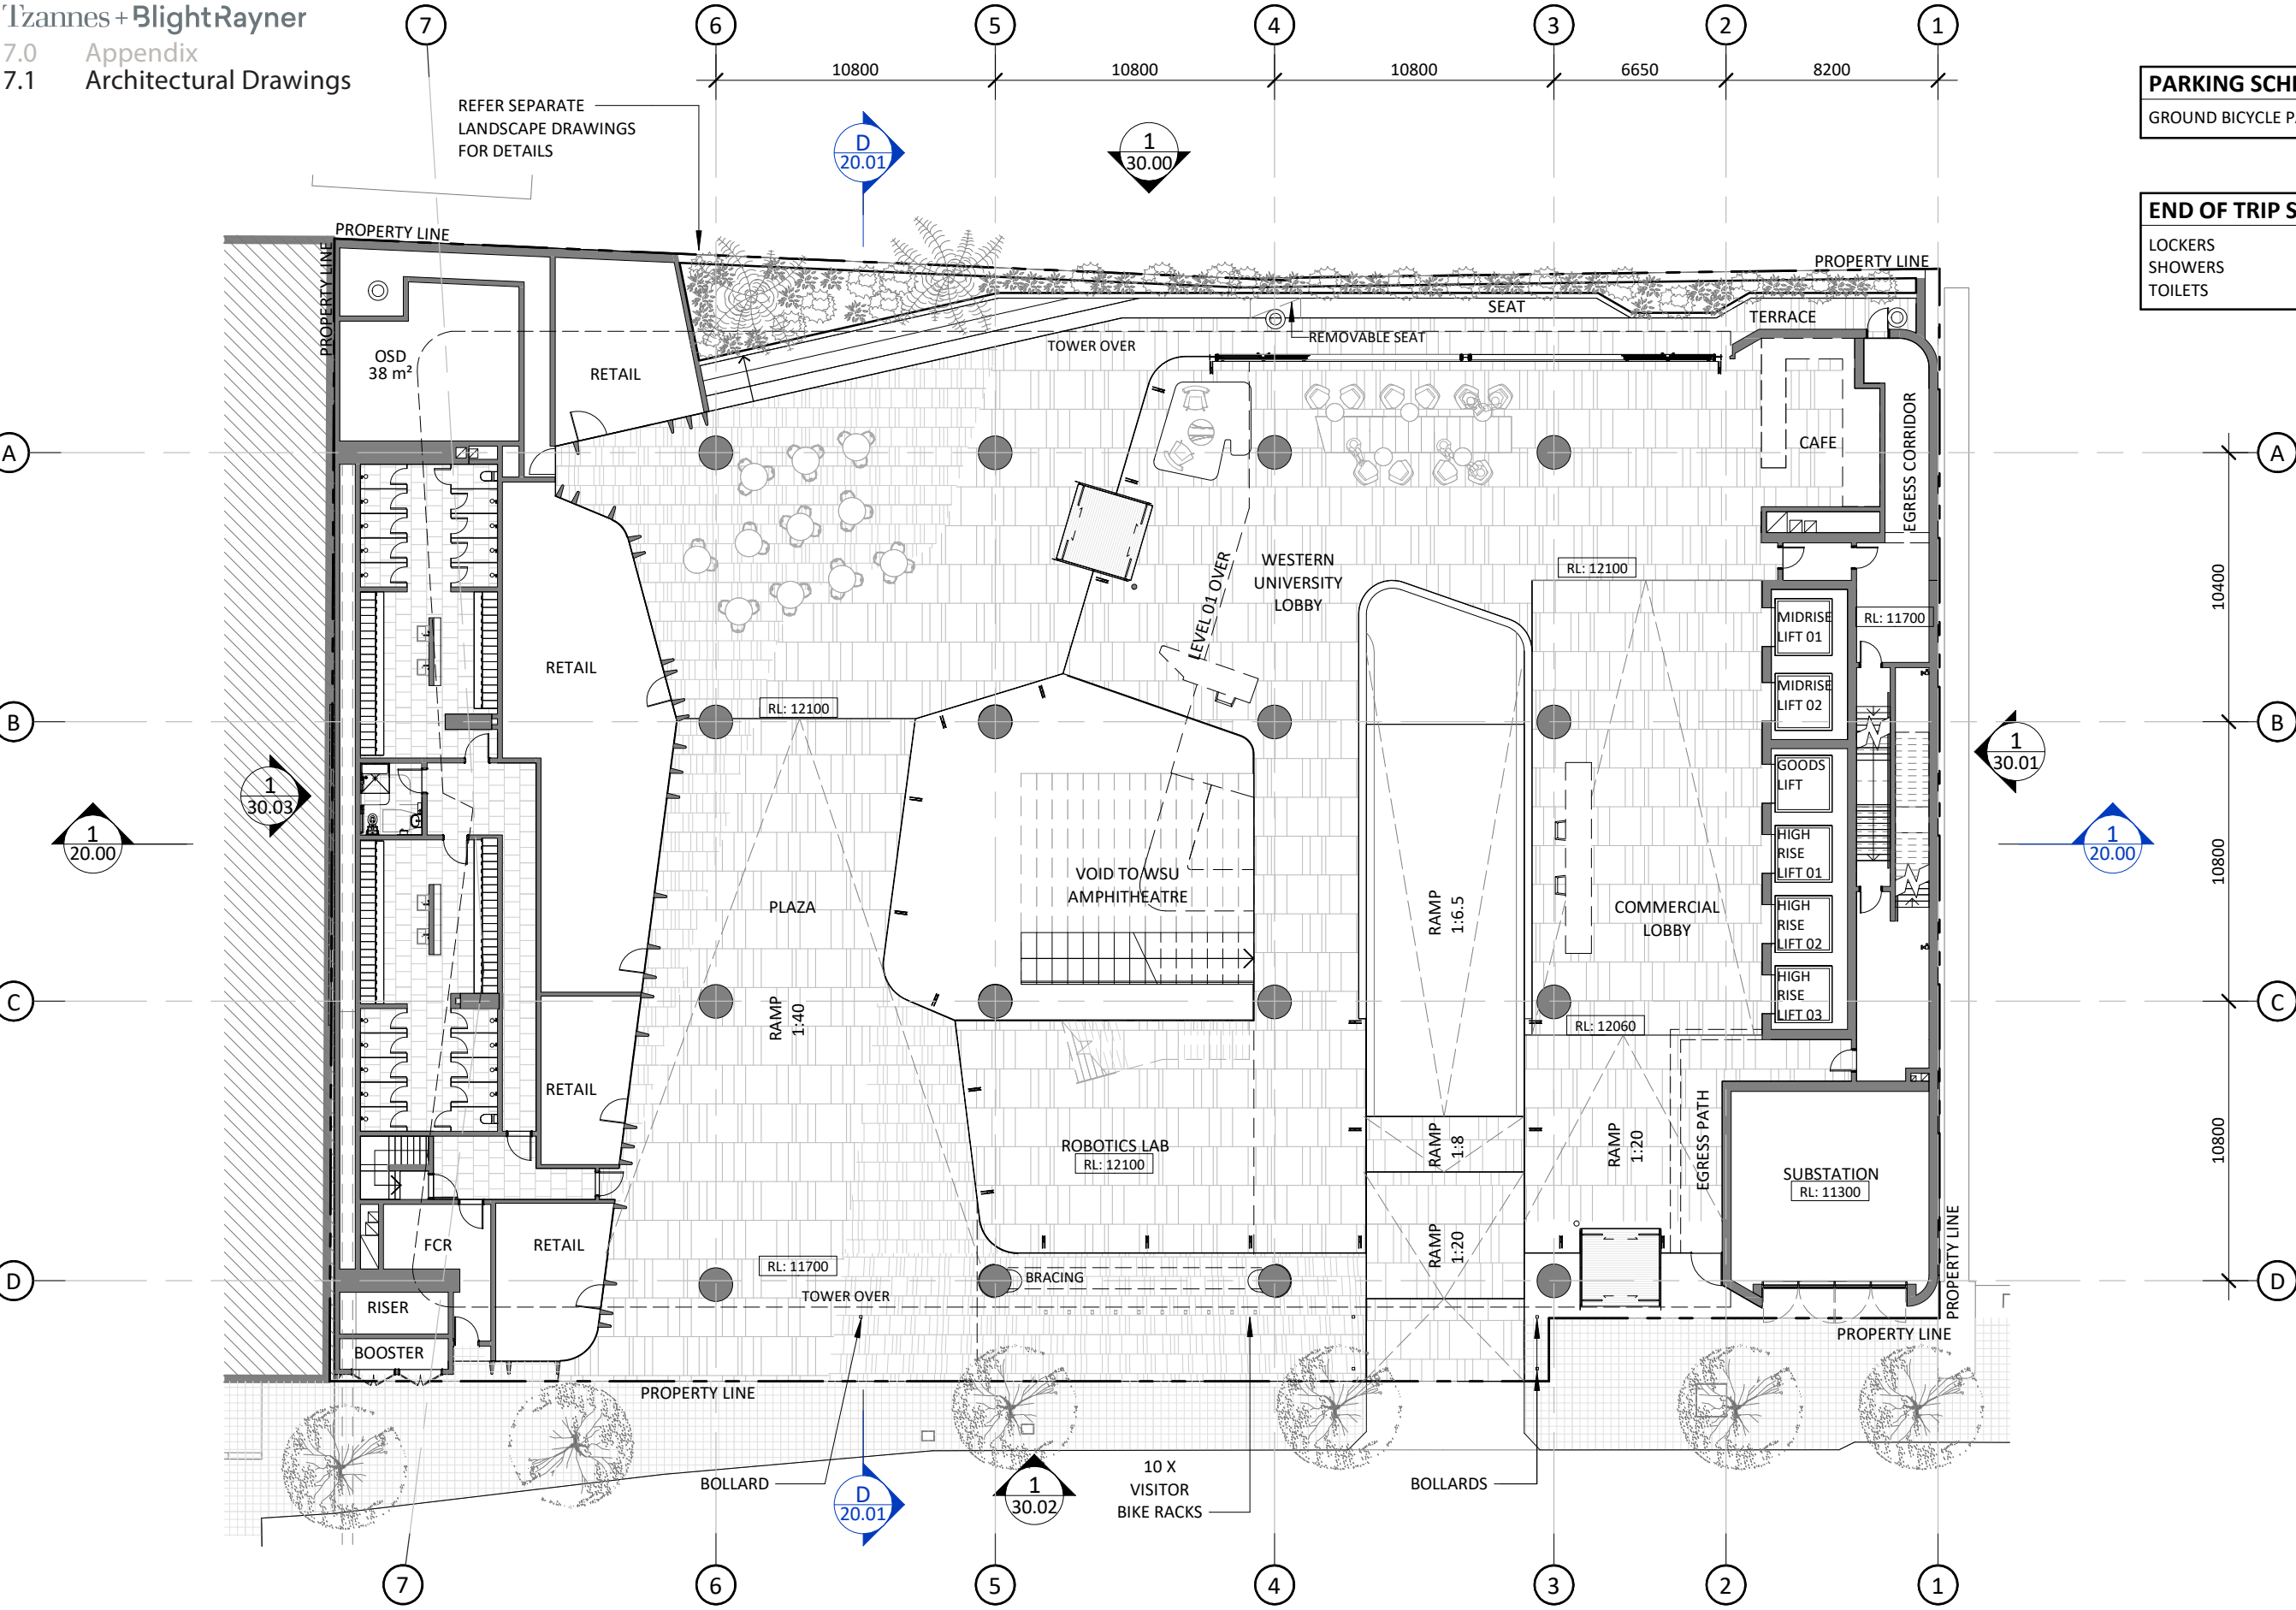 Tzannes + BlightRayner
7.0 Appendix
7.1 Architectural Drawings
7
6
5
4
3
2
1
10800
10800
10800
6650
8200
REFER SEPARATE
LANDSCAPE DRAWINGS
FOR DETAILS
D
20.01
1
30.00
PARKING SCH
GROUND BICYCLE P
END OF TRIP S
LOCKERS
SHOWERS
TOILETS
PROPERTY LINE
PROPERTY LINE
PROPERTY LINE
SEAT
TERRACE
REMOVABLE SEAT
TOWER OVER
OSD
38 m²
RETAIL
A
CAFE
EGRESS CORRIDOR
A
LEVEL 01 OVER
WESTERN
UNIVERSITY
LOBBY
RL: 12100
10400
MIDRISE
LIFT 01
RL: 11700
RETAIL
MIDRISE
LIFT 02
RL: 12100
B
B
1
30.03
1
30.01
GOODS
LIFT
1
20.00
1
20.00
HIGH
RISE
LIFT 01
10800
VOID TO WSU
AMPHITHEATRE
PLAZA
RAMP
1:6.5
COMMERCIAL
LOBBY
HIGH
RISE
LIFT 02
HIGH
RISE
LIFT 03
C
C
RAMP
1:40
RL: 12060
RETAIL
ROBOTICS LAB
RL: 12100
RAMP
1:8
RAMP
1:20
EGRESS PATH
SUBSTATION
RL: 11300
10800
FCR
RETAIL
RAMP
1:20
PROPERTY LINE
RL: 11700
BRACING
D
D
TOWER OVER
RISER
BOOSTER
PROPERTY LINE
PROPERTY LINE
BOLLARD
D
20.01
1
30.02
10 X
VISITOR
BIKE RACKS
BOLLARDS
7
6
5
4
3
2
1